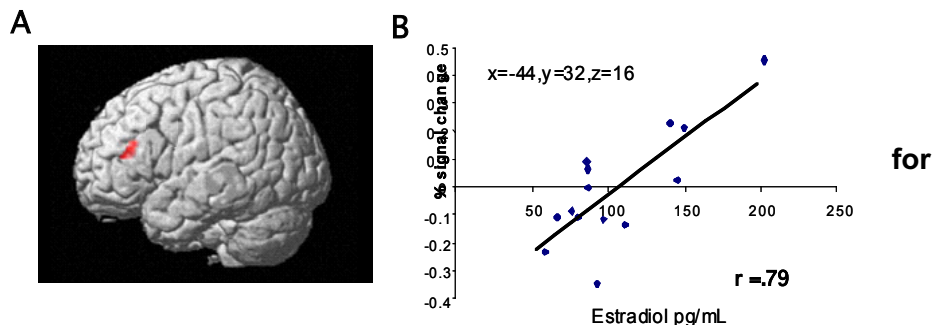 A
B
0.5
x=-44,y=32,z=16
% signal change
for
50
100
150
200
250
-0.1
-0.2
-0.3
-0.4
r =.79
Estradiol pg/mL